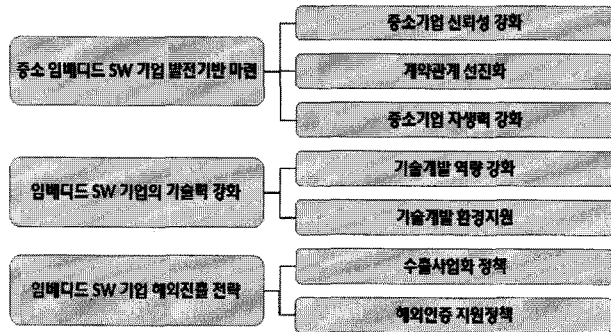 중소 임베디드 SW 기업 발전기반 마련
중소기업 신뢰성 강화
계약관계 선진화
중소기업 자생력 강화
임베디드 SW 기업의 기술력 강화
기술개발 역량 강화
기술개발 환경지원
임베디드 SW 기업 해외진출 전략
수출사업화 정책
해외인증 지원정책